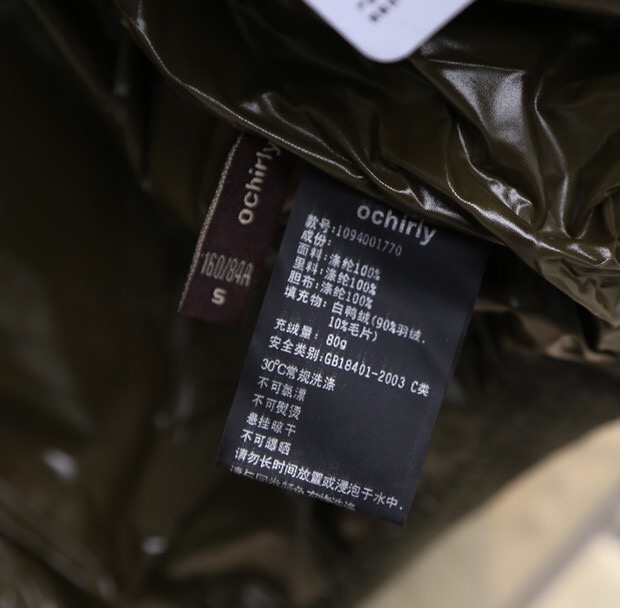 ochirly
160/84A
S
ochirly
款号:1094001770
成份:
面料:涤纶100%
里料:涤纶100%
胆布:涤纶100%
填充物:白鸭绒(90%羽绒,
10%毛片)
充绒量: 80g
安全类别:GB18401-2003 C类
30℃常规洗涤
不可氯漂
不可熨烫
悬挂晾干
不可曝晒
请勿长时间放置或浸泡于水中.